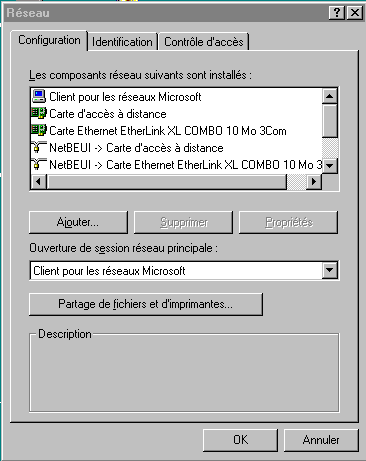 Réseau
Configuration Identification Contrôle d'accès
Les composants réseau suivants sont installés :
Client pour les réseaux Microsoft
Carte d'accès à distance
Carte Ethernet EtherLink XL COMBO 10 Mo 3Com
NetBEUI -> Carte d'accès à distance
NetBEUI -> Carte Ethernet EtherLink XL COMBO 10 Mo 3
Ajouter... Supprimer Propriétés
Ouverture de session réseau principale :
Client pour les réseaux Microsoft
Partage de fichiers et d'imprimantes...
Description
OK Annuler